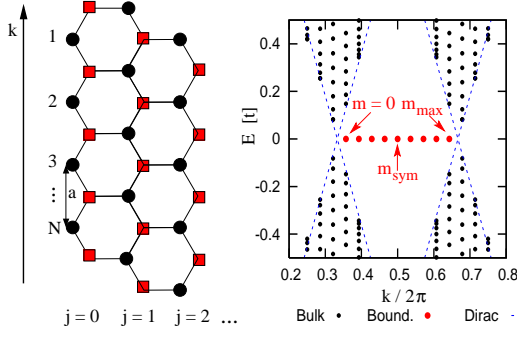 k
1
2
3
⋮
N
a
j = 0 j = 1 j = 2 ...
E [t]
0.4
0.2
0
-0.2
-0.4
m = 0 m_max
m_sym
0.2 0.3 0.4 0.5 0.6 0.7 0.8
k / 2π
Bulk Bound. Dirac